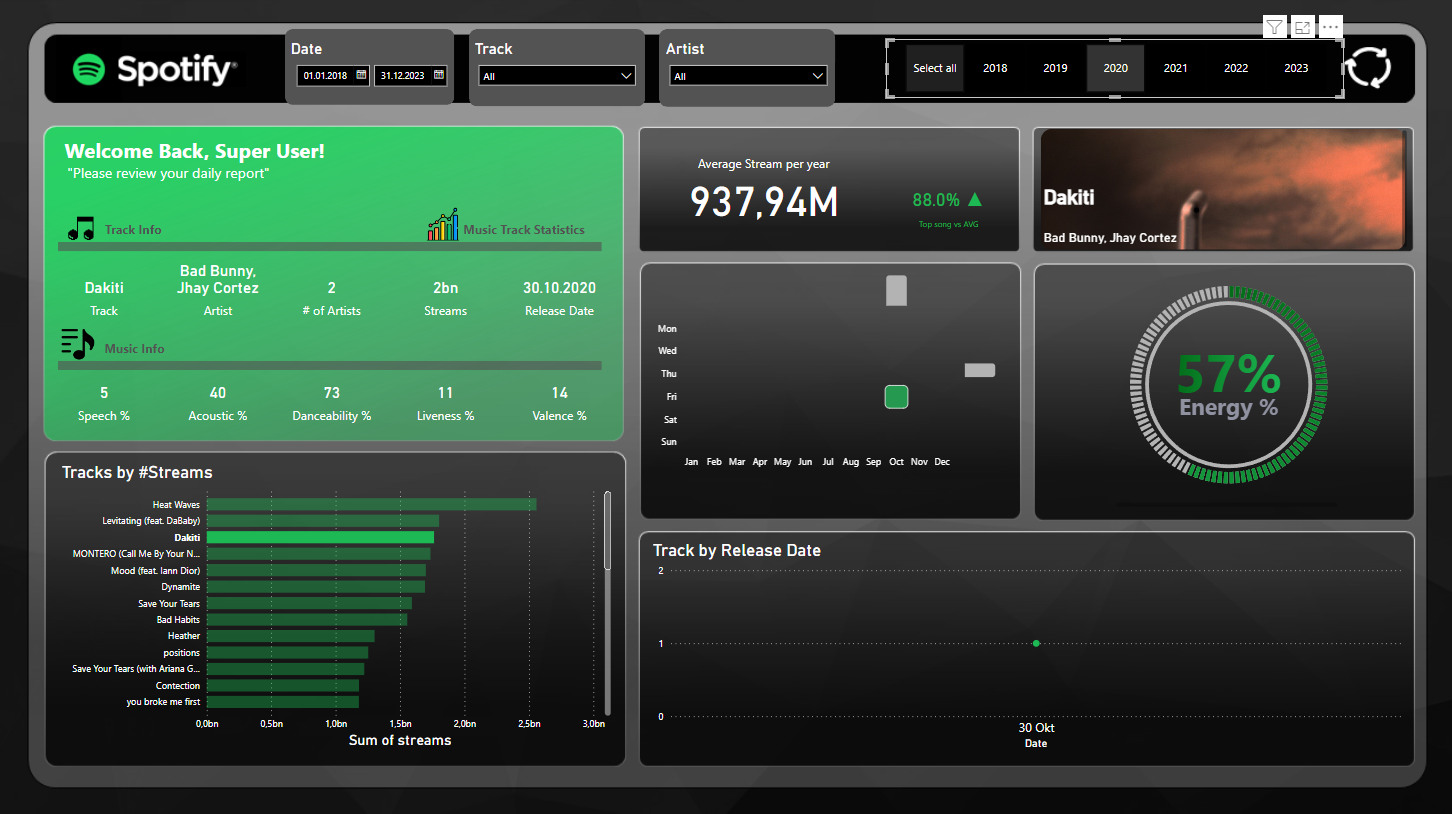 Spotify®
Date
01.01.2018
31.12.2023
Track
All
Artist
All
Select all
2018
2019
2020
2021
2022
2023
Welcome Back, Super User!
"Please review your daily report"
Track Info
Music Track Statistics
Dakiti
Track
Bad Bunny,
Jhay Cortez
Artist
2
# of Artists
2bn
Streams
30.10.2020
Release Date
Music Info
5
Speech %
40
Acoustic %
73
Danceability %
11
Liveness %
14
Valence %
Average Stream per year
937,94M
88.0%
Top song vs AVG
Dakiti
Bad Bunny, Jhay Cortez
Mon
Wed
Thu
Fri
Sat
Sun
Jan Feb Mar Apr May Jun Jul Aug Sep Oct Nov Dec
57%
Energy %
Tracks by #Streams
Heat Waves
Levitating (feat. DaBaby)
Dakiti
MONTERO (Call Me By Your N...
Mood (feat. Iann Dior)
Dynamite
Save Your Tears
Bad Habits
Heather
positions
Save Your Tears (with Ariana G...
Contection
you broke me first
0,0bn 0,5bn 1,0bn 1,5bn 2,0bn 2,5bn 3,0bn
Sum of streams
Track by Release Date
2
1
0
30 Okt
Date